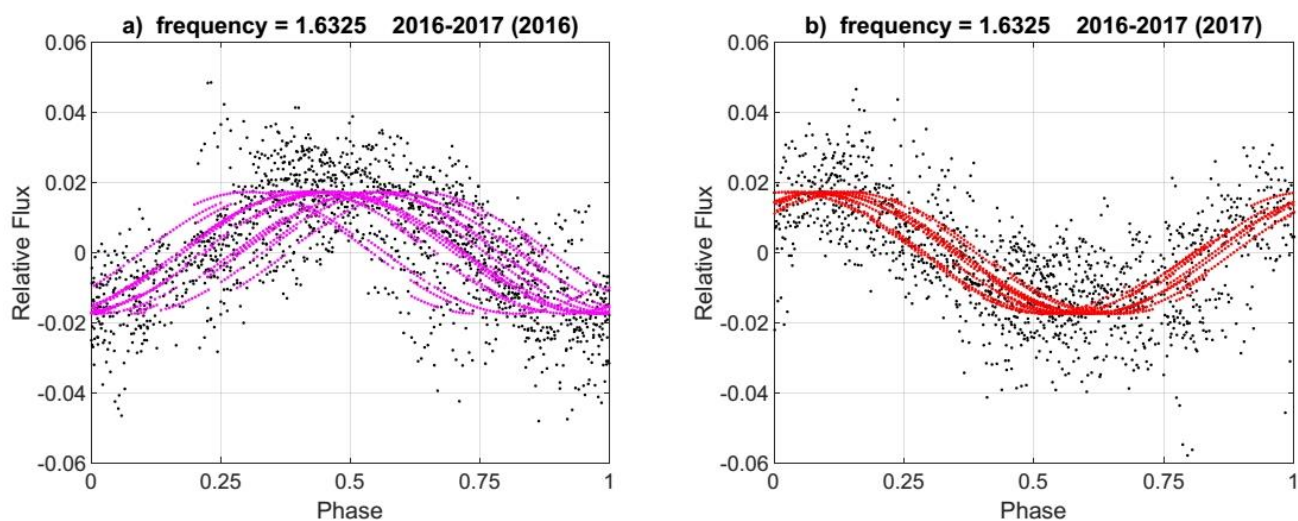 a) frequency = 1.6325 2016-2017 (2016)
0.06
0.04
0.02
0
-0.02
-0.04
-0.06
Relative Flux
0 0.25 0.5 0.75 1
Phase
b) frequency = 1.6325 2016-2017 (2017)
0.06
0.04
0.02
0
-0.02
-0.04
-0.06
Relative Flux
0 0.25 0.5 0.75 1
Phase